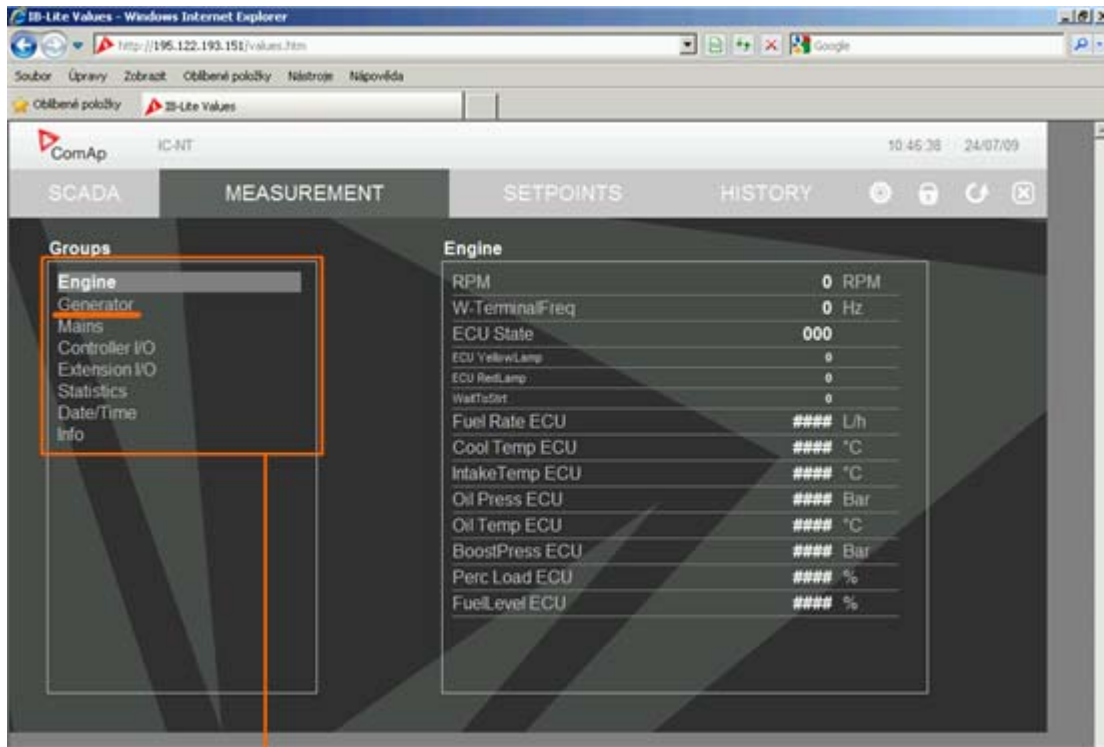 IB-Lite Values - Windows Internet Explorer
http://195.122.193.151/values.htm
Google
Soubor Úpravy Zobrazit Oblíbené položky Nástroje Nápověda
Oblíbené položky IB-Lite Values
ComAp IC-NT 10:46:38 24/07/09
SCADA MEASUREMENT SETPOINTS HISTORY
Groups
Engine
Generator
Mains
Controller I/O
Extension I/O
Statistics
Date/Time
Info
Engine
RPM 0 RPM
W-TerminalFreq 0 Hz
ECU State 000
ECU YellowLamp 0
ECU RedLamp 0
WaitToStrt 0
Fuel Rate ECU #### L/h
Cool Temp ECU #### °C
IntakeTemp ECU #### °C
Oil Press ECU #### Bar
Oil Temp ECU #### °C
BoostPress ECU #### Bar
Perc Load ECU #### %
FuelLevel ECU #### %